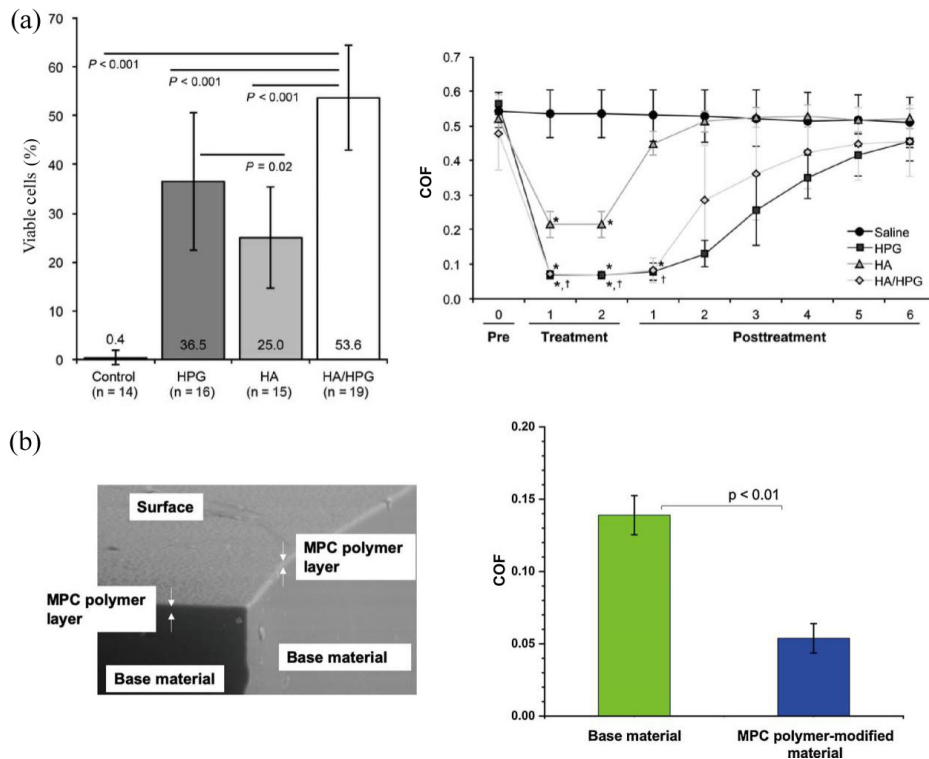 (a)
70
60
50
40
30
20
10
0
Viable cells (%)
P < 0.001
P < 0.001
P < 0.001
P = 0.02
0.4
36.5
25.0
53.6
Control
(n = 14)
HPG
(n = 16)
HA
(n = 15)
HA/HPG
(n = 19)
0.7
0.6
0.5
0.4
0.3
0.2
0.1
0.0
COF
*
*
*
*
*
*,†
*,†
†
Saline
HPG
HA
HA/HPG
0 1 2 1 2 3 4 5 6
Pre Treatment Posttreatment
(b)
Surface
MPC polymer
layer
MPC polymer
layer
Base material
Base material
0.20
0.15
0.10
0.05
0.00
COF
p < 0.01
Base material
MPC polymer-modified
material